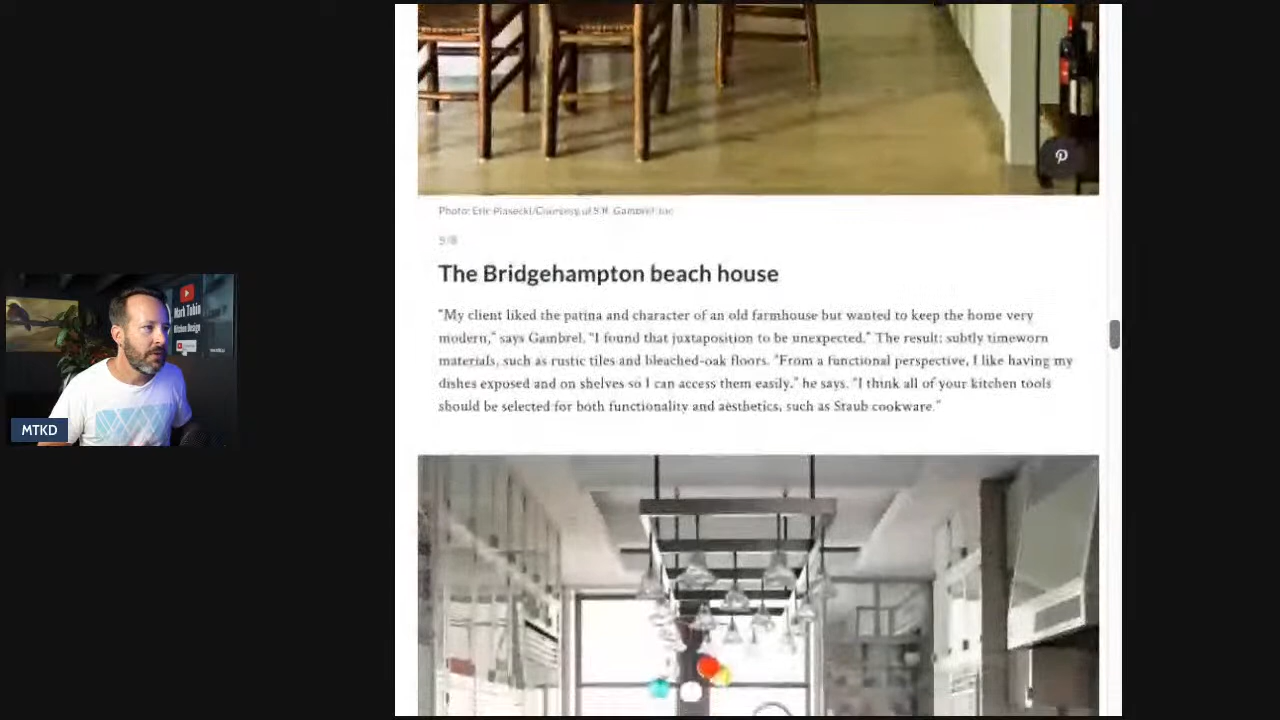 Photo: Eric Piasecki/Courtesy of S.R. Gambrel Inc
The Bridgehampton beach house
"My client liked the patina and character of an old farmhouse but wanted to keep the home very
modern," says Gambrel. "I found that juxtaposition to be unexpected." The result: subtly timeworn
materials, such as rustic tiles and bleached-oak floors. "From a functional perspective, I like having my
dishes exposed and on shelves so I can access them easily." he says. "I think all of your kitchen tools
should be selected for both functionality and aesthetics, such as Staub cookware."
Mark Tobin
Kitchen Design
MTKD